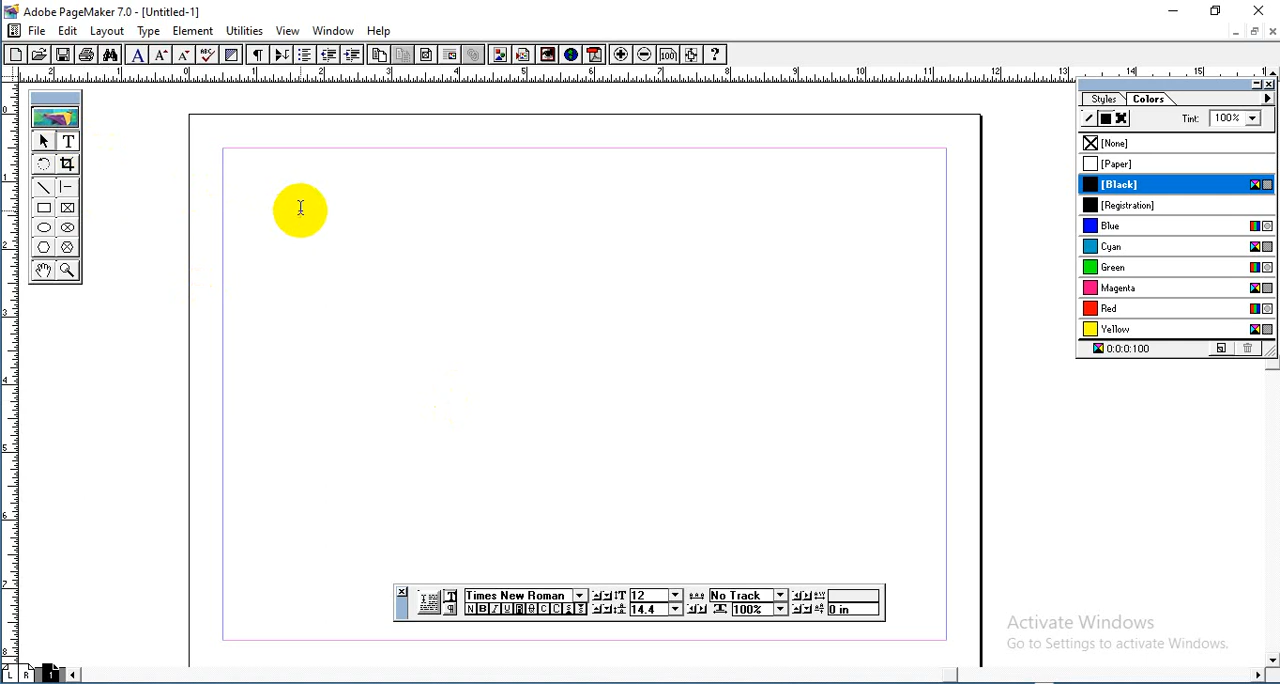 Adobe PageMaker 7.0 - [Untitled-1]
File Edit Layout Type Element Utilities View Window Help
Styles Colors
Tint: 100%
[None]
[Paper]
[Black]
[Registration]
Blue
Cyan
Green
Magenta
Red
Yellow
0:0:0:100
Times New Roman 12 No Track
14.4 100% 0 in
Activate Windows
Go to Settings to activate Windows.
L R 1